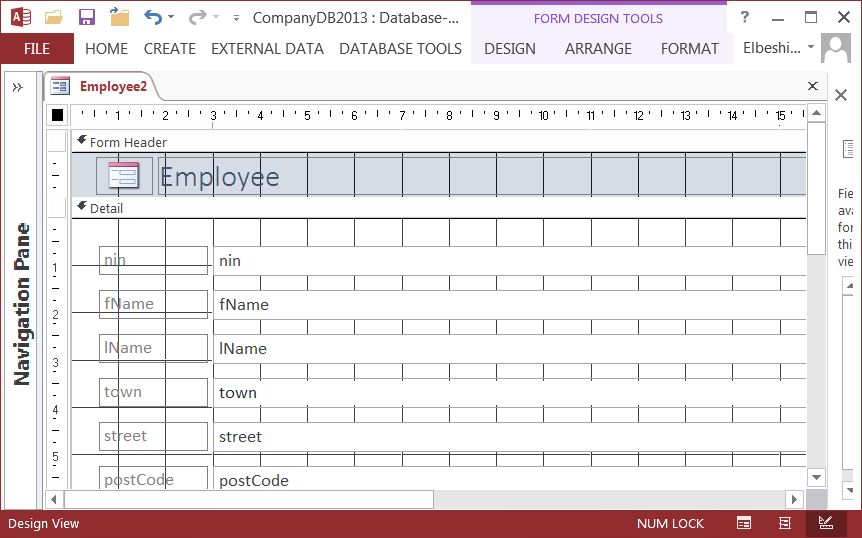 CompanyDB2013 : Database-...
FORM DESIGN TOOLS
?
FILE HOME CREATE EXTERNAL DATA DATABASE TOOLS DESIGN ARRANGE FORMAT Elbeshi...
Employee2
1 2 3 4 5 6 7 8 9 10 11 12 13 14 15
Form Header
Employee
Detail
Navigation Pane
1
2
3
4
5
nin nin
fName fName
lName lName
town town
street street
postCode postCode
Fie
ava
for
this
vie
Design View
NUM LOCK